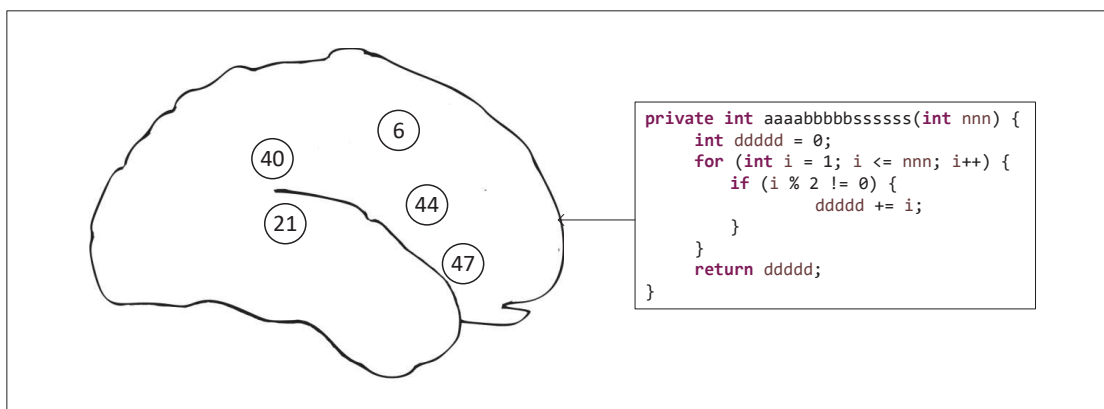 6
40
44
21
47
private int aaaabbbbbssssss(int nnn) {
int ddddd = 0;
for (int i = 1; i <= nnn; i++) {
if (i % 2 != 0) {
ddddd += i;
}
}
return ddddd;
}